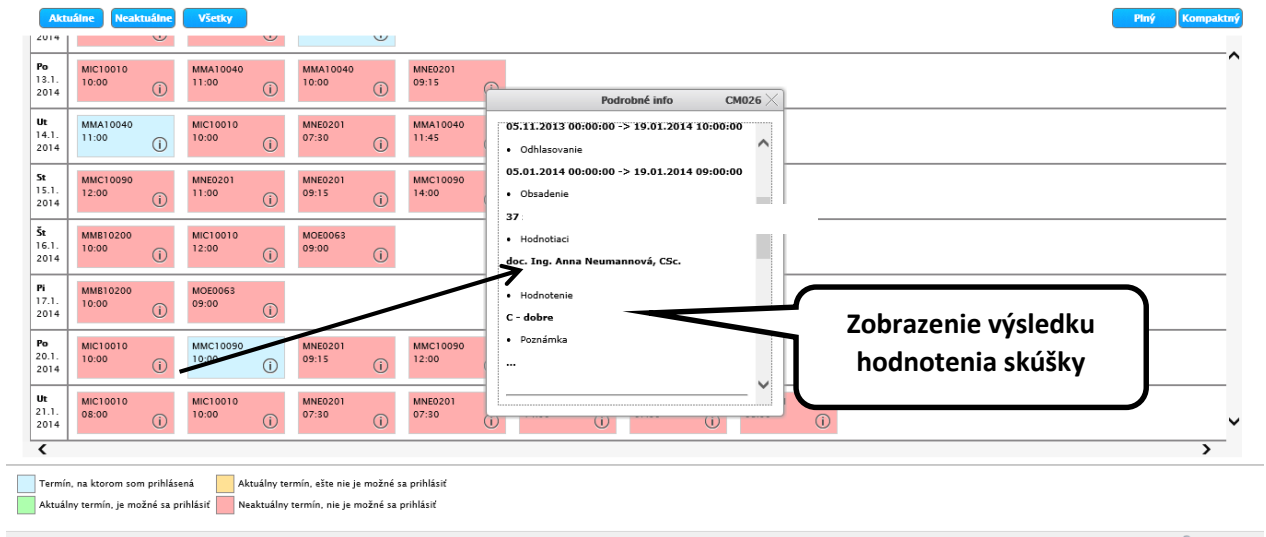 Aktuálne Neaktuálne Všetky Plný Kompaktný
2014
Po
13.1.
2014
MIC10010
10:00
MMA10040
11:00
MMA10040
10:00
MNE0201
09:15
Ut
14.1.
2014
MMA10040
11:00
MIC10010
10:00
MNE0201
07:30
MMA10040
11:45
St
15.1.
2014
MMC10090
12:00
MNE0201
11:00
MNE0201
09:15
MMC10090
14:00
Št
16.1.
2014
MMB10200
10:00
MIC10010
12:00
MOE0063
09:00
Pi
17.1.
2014
MMB10200
10:00
MOE0063
09:00
Po
20.1.
2014
MIC10010
10:00
MMC10090
10:00
MNE0201
09:15
MMC10090
12:00
Ut
21.1.
2014
MIC10010
08:00
MIC10010
10:00
MNE0201
07:30
MNE0201
07:30
Podrobné info CM026
05.11.2013 00:00:00 -> 19.01.2014 10:00:00
• Odhlasovanie
05.01.2014 00:00:00 -> 19.01.2014 09:00:00
• Obsadenie
37
• Hodnotiaci
doc. Ing. Anna Neumannová, CSc.
• Hodnotenie
C - dobre
• Poznámka
...
Zobrazenie výsledku
hodnotenia skúšky
Termín, na ktorom som prihlásená
Aktuálny termín, ešte nie je možné sa prihlásiť
Aktuálny termín, je možné sa prihlásiť
Neaktuálny termín, nie je možné sa prihlásiť